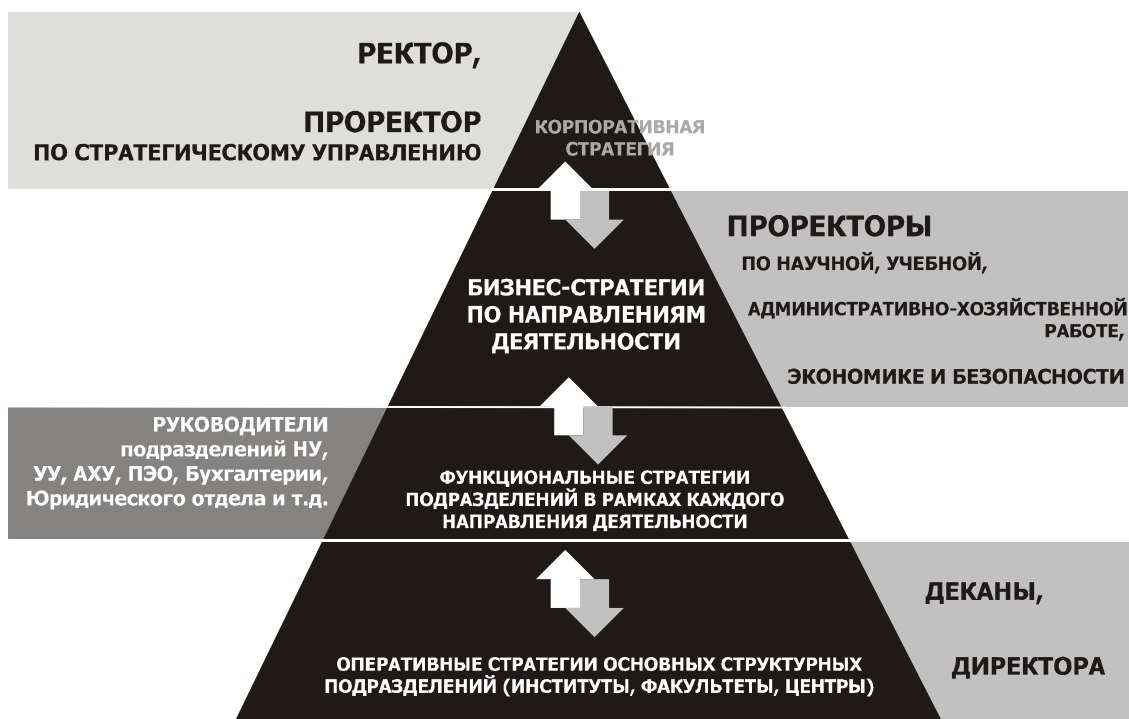 РЕКТОР,
ПРОРЕКТОР
ПО СТРАТЕГИЧЕСКОМУ УПРАВЛЕНИЮ
КОРПОРАТИВНАЯ
СТРАТЕГИЯ
БИЗНЕС-СТРАТЕГИИ
ПО НАПРАВЛЕНИЯМ
ДЕЯТЕЛЬНОСТИ
ПРОРЕКТОРЫ
ПО НАУЧНОЙ, УЧЕБНОЙ,
АДМИНИСТРАТИВНО-ХОЗЯЙСТВЕННОЙ
РАБОТЕ,
ЭКОНОМИКЕ И БЕЗОПАСНОСТИ
РУКОВОДИТЕЛИ
подразделений НУ,
УУ, АХУ, ПЭО, Бухгалтерии,
Юридического отдела и т.д.
ФУНКЦИОНАЛЬНЫЕ СТРАТЕГИИ
ПОДРАЗДЕЛЕНИЙ В РАМКАХ КАЖДОГО
НАПРАВЛЕНИЯ ДЕЯТЕЛЬНОСТИ
ДЕКАНЫ,
ДИРЕКТОРА
ОПЕРАТИВНЫЕ СТРАТЕГИИ ОСНОВНЫХ СТРУКТУРНЫХ
ПОДРАЗДЕЛЕНИЙ (ИНСТИТУТЫ, ФАКУЛЬТЕТЫ, ЦЕНТРЫ)